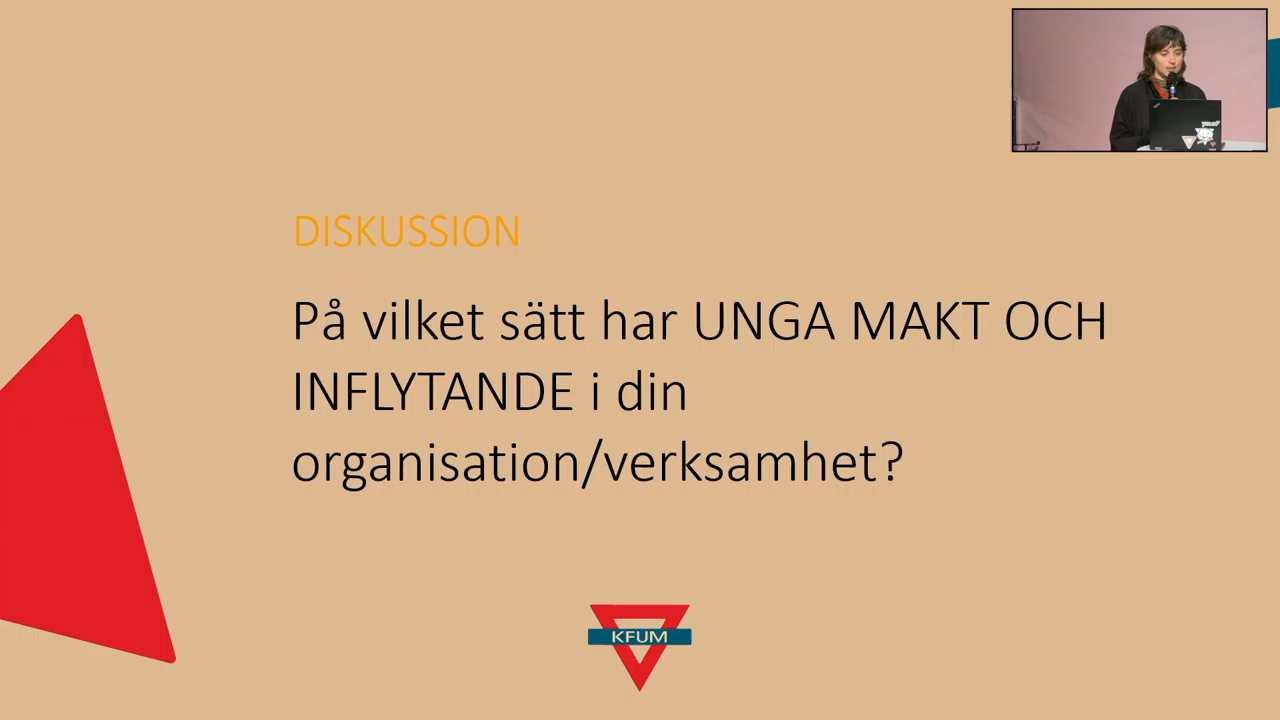 DISKUSSION
På vilket sätt har UNGA MAKT OCH
INFLYTANDE i din
organisation/verksamhet?
KFUM